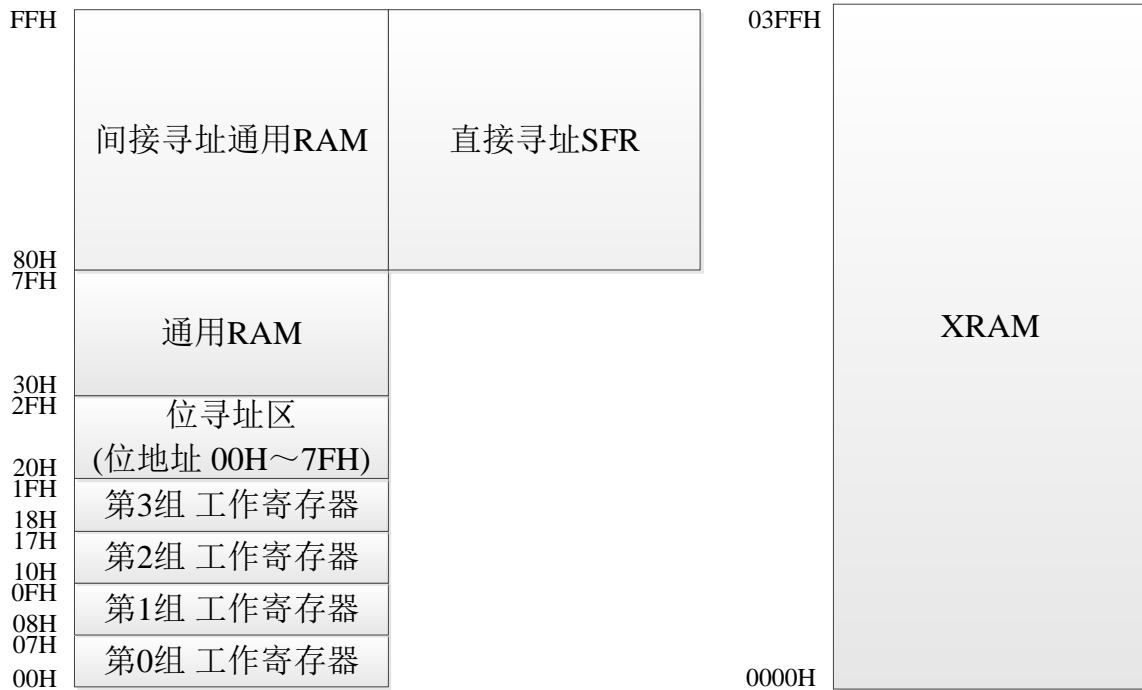 FFH
间接寻址通用RAM
直接寻址SFR
80H
7FH
通用RAM
30H
2FH
位寻址区
(位地址 00H～7FH)
20H
1FH
第3组 工作寄存器
18H
17H
第2组 工作寄存器
10H
0FH
第1组 工作寄存器
08H
07H
第0组 工作寄存器
00H
03FFH
XRAM
0000H